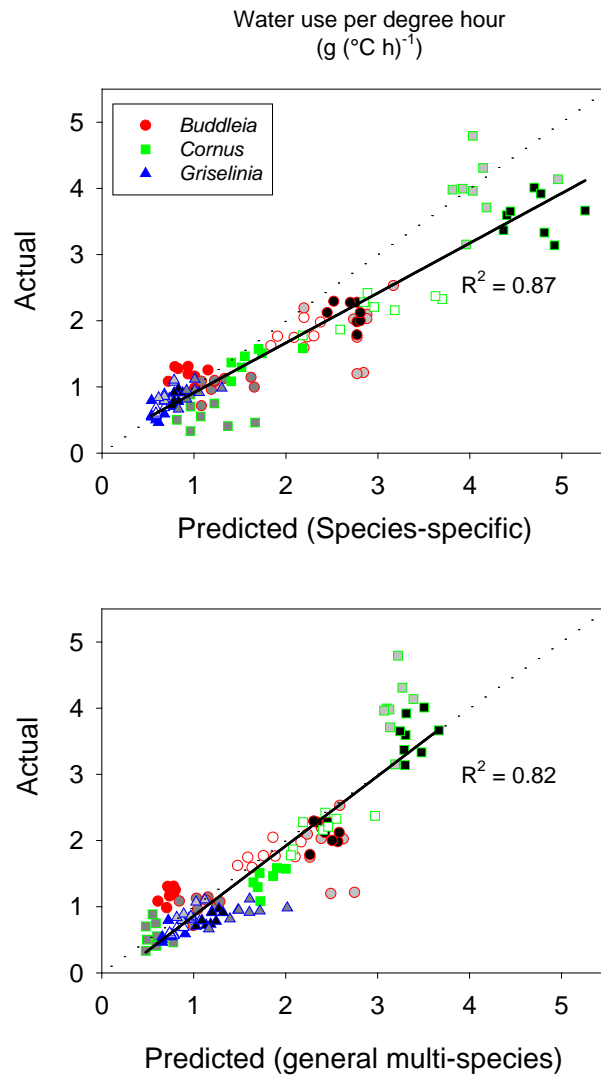 Water use per degree hour
(g (°C h)⁻¹)
5
4
3
2
1
0
Actual
Buddleia
Cornus
Griselinia
R² = 0.87
0 1 2 3 4 5
Predicted (Species-specific)
5
4
3
2
1
0
Actual
R² = 0.82
0 1 2 3 4 5
Predicted (general multi-species)